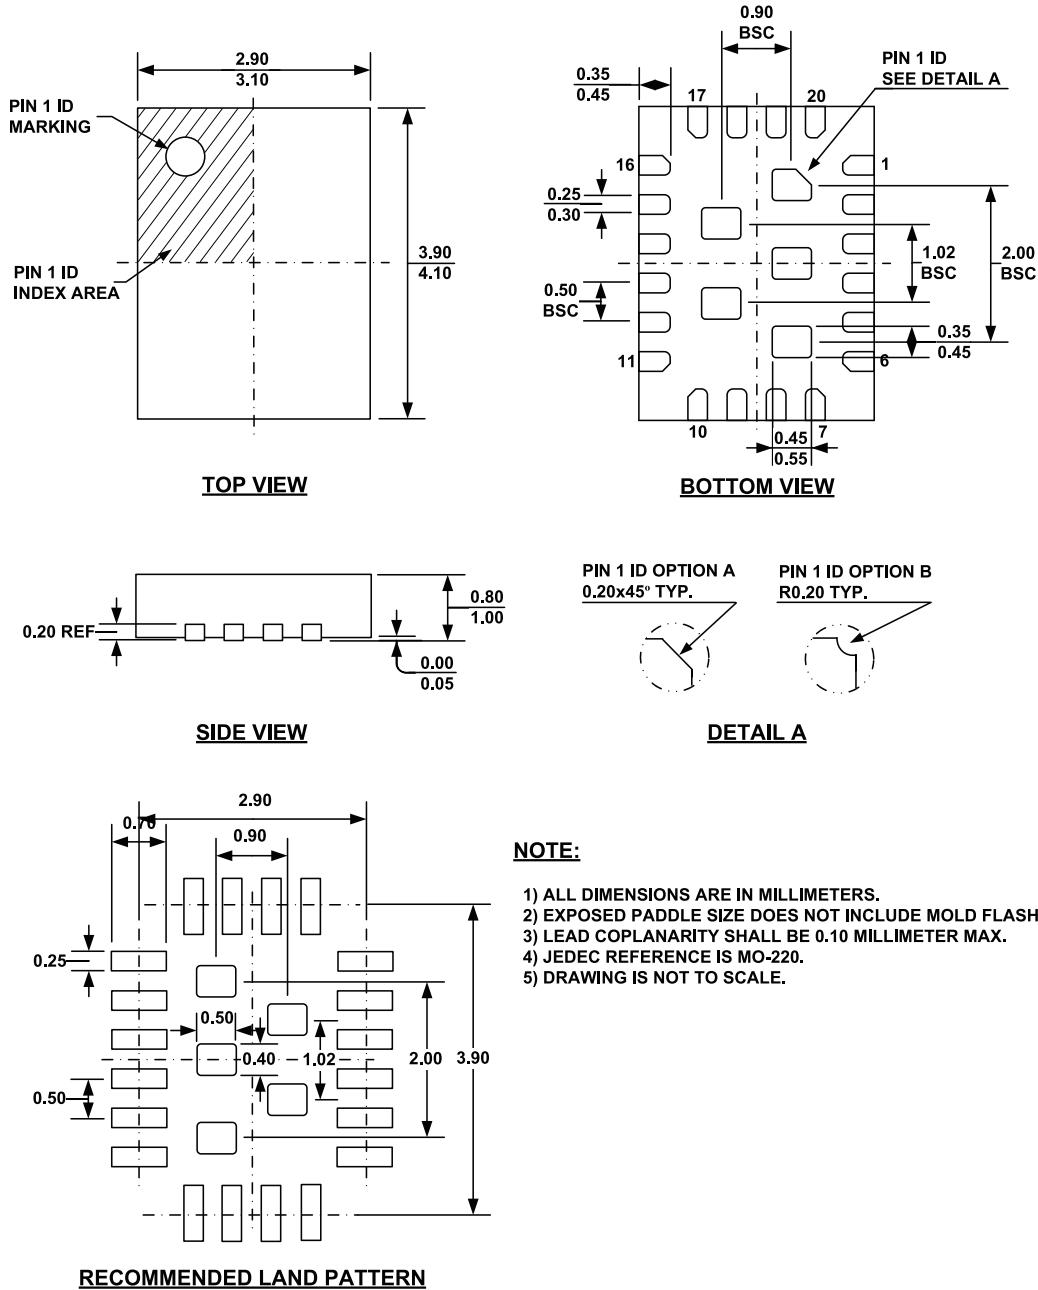 2.90
3.10
PIN 1 ID
MARKING
PIN 1 ID
INDEX AREA
3.90
4.10
TOP VIEW
0.90
BSC
PIN 1 ID
SEE DETAIL A
0.35
0.45
17
20
16
1
0.25
0.30
1.02
BSC
2.00
BSC
0.50
BSC
0.35
0.45
11
6
10
7
0.45
0.55
BOTTOM VIEW
0.20 REF
0.80
1.00
0.00
0.05
SIDE VIEW
PIN 1 ID OPTION A
0.20x45º TYP.
PIN 1 ID OPTION B
R0.20 TYP.
DETAIL A
2.90
0.70
0.90
0.25
0.50
0.40
1.02
2.00
3.90
0.50
RECOMMENDED LAND PATTERN
NOTE:
1) ALL DIMENSIONS ARE IN MILLIMETERS.
2) EXPOSED PADDLE SIZE DOES NOT INCLUDE MOLD FLASH
3) LEAD COPLANARITY SHALL BE 0.10 MILLIMETER MAX.
4) JEDEC REFERENCE IS MO-220.
5) DRAWING IS NOT TO SCALE.